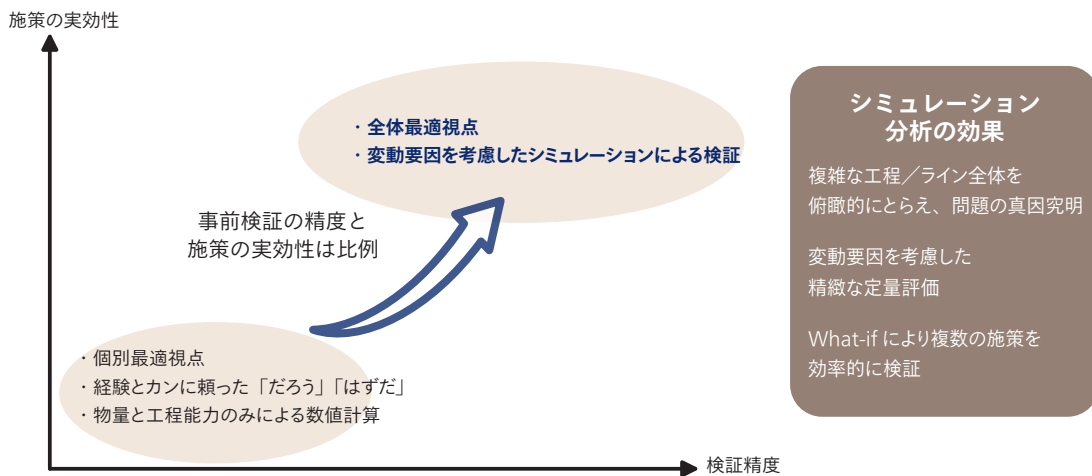 施策の実効性
・全体最適視点
・変動要因を考慮したシミュレーションによる検証
事前検証の精度と
施策の実効性は比例
・個別最適視点
・経験とカンに頼った「だろう」「はずだ」
・物量と工程能力のみによる数値計算
検証精度
シミュレーション
分析の効果
複雑な工程／ライン全体を
俯瞰的にとらえ、問題の真因究明
変動要因を考慮した
精緻な定量評価
What-if により複数の施策を
効率的に検証